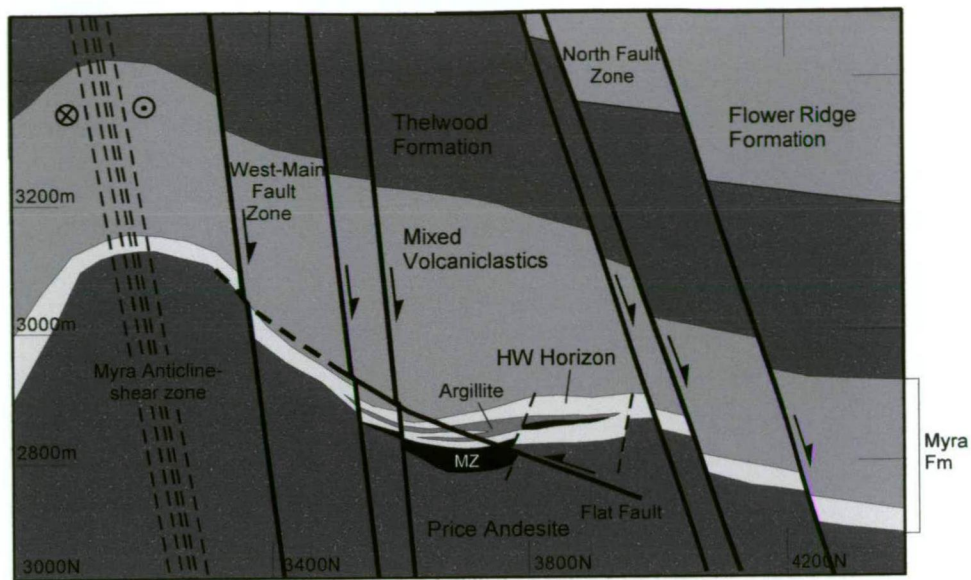 North Fault
Zone
Flower Ridge
Formation
Thelwood
Formation
3200m
West-Main
Fault
Zone
Mixed
Volcaniclastics
3000m
HW Horizon
Myra Anticline-
shear zone
Argillite
Myra
Fm
2800m
MZ
Flat Fault
Price Andesite
3000N
3400N
3800N
4200N